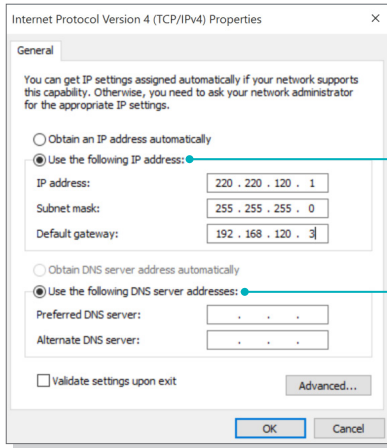 Internet Protocol Version 4 (TCP/IPv4) Properties
General
You can get IP settings assigned automatically if your network supports
this capability. Otherwise, you need to ask your network administrator
for the appropriate IP settings.
Obtain an IP address automatically
Use the following IP address:
IP address: 220 . 220 . 120 . 1
Subnet mask: 255 . 255 . 255 . 0
Default gateway: 192 . 168 . 120 . 3
Obtain DNS server address automatically
Use the following DNS server addresses:
Preferred DNS server: . . .
Alternate DNS server: . . .
Validate settings upon exit
Advanced...
OK Cancel